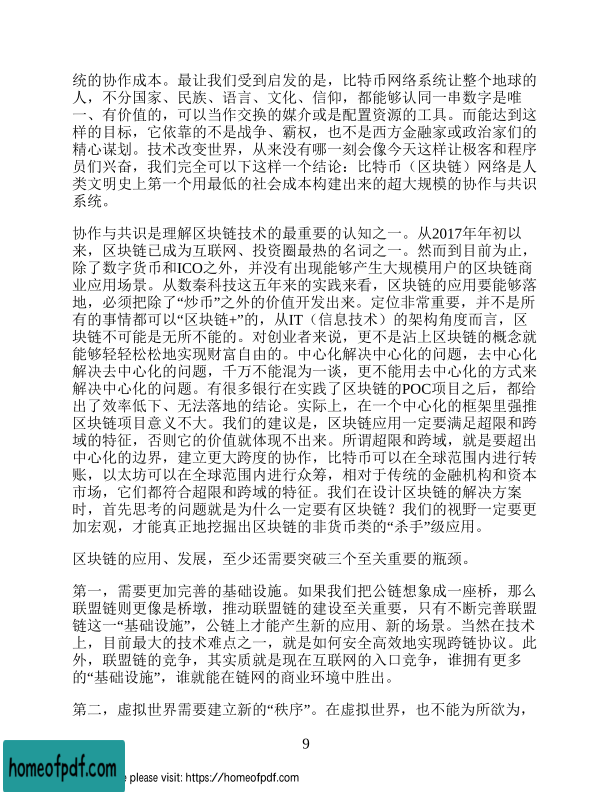 统的协作成本。最让我们受到启发的是，比特币网络系统让整个地球的
人，不分国家、民族、语言、文化、信仰，都能够认同一串数字是唯
一、有价值的，可以当作交换的媒介或是配置资源的工具。而能达到这
样的目标，它依靠的不是战争、霸权，也不是西方金融家或政治家们的
精心谋划。技术改变世界，从来没有哪一刻会像今天这样让极客和程序
员们兴奋，我们完全可以下这样一个结论：比特币（区块链）网络是人
类文明史上第一个用最低的社会成本构建出来的超大规模的协作与共识
系统。
协作与共识是理解区块链技术的最重要的认知之一。从2017年年初以
来，区块链已成为互联网、投资圈最热的名词之一。然而到目前为止，
除了数字货币和ICO之外，并没有出现能够产生大规模用户的区块链商
业应用场景。从数秦科技这五年来的实践来看，区块链的应用要能够落
地，必须把除了“炒币”之外的价值开发出来。定位非常重要，并不是所
有的事情都可以“区块链+”的，从IT（信息技术）的架构角度而言，区
块链不可能是无所不能的。对创业者来说，更不是沾上区块链的概念就
能够轻轻松松地实现财富自由的。中心化解决中心化的问题，去中心化
解决去中心化的问题，千万不能混为一谈，更不能用去中心化的方式来
解决中心化的问题。有很多银行在实践了区块链的POC项目之后，都给
出了效率低下、无法落地的结论。实际上，在一个中心化的框架里强推
区块链项目意义不大。我们的建议是，区块链应用一定要满足超限和跨
域的特征，否则它的价值就体现不出来。所谓超限和跨域，就是要超出
中心化的边界，建立更大跨度的协作，比特币可以在全球范围内进行转
账，以太坊可以在全球范围内进行众筹，相对于传统的金融机构和资本
市场，它们都符合超限和跨域的特征。我们在设计区块链的解决方案
时，首先思考的问题就是为什么一定要有区块链？我们的视野一定要更
加宏观，才能真正地挖掘出区块链的非货币类的“杀手”级应用。
区块链的应用、发展，至少还需要突破三个至关重要的瓶颈。
第一，需要更加完善的基础设施。如果我们把公链想象成一座桥，那么
联盟链则更像是桥墩，推动联盟链的建设至关重要，只有不断完善联盟
链这一“基础设施”，公链上才能产生新的应用、新的场景。当然在技术
上，目前最大的技术难点之一，就是如何安全高效地实现跨链协议。此
外，联盟链的竞争，其实质就是现在互联网的入口竞争，谁拥有更多
的“基础设施”，谁就能在链网的商业环境中胜出。
第二，虚拟世界需要建立新的“秩序”。在虚拟世界，也不能为所欲为，
9
homeofpdf.com
please visit: https://homeofpdf.com